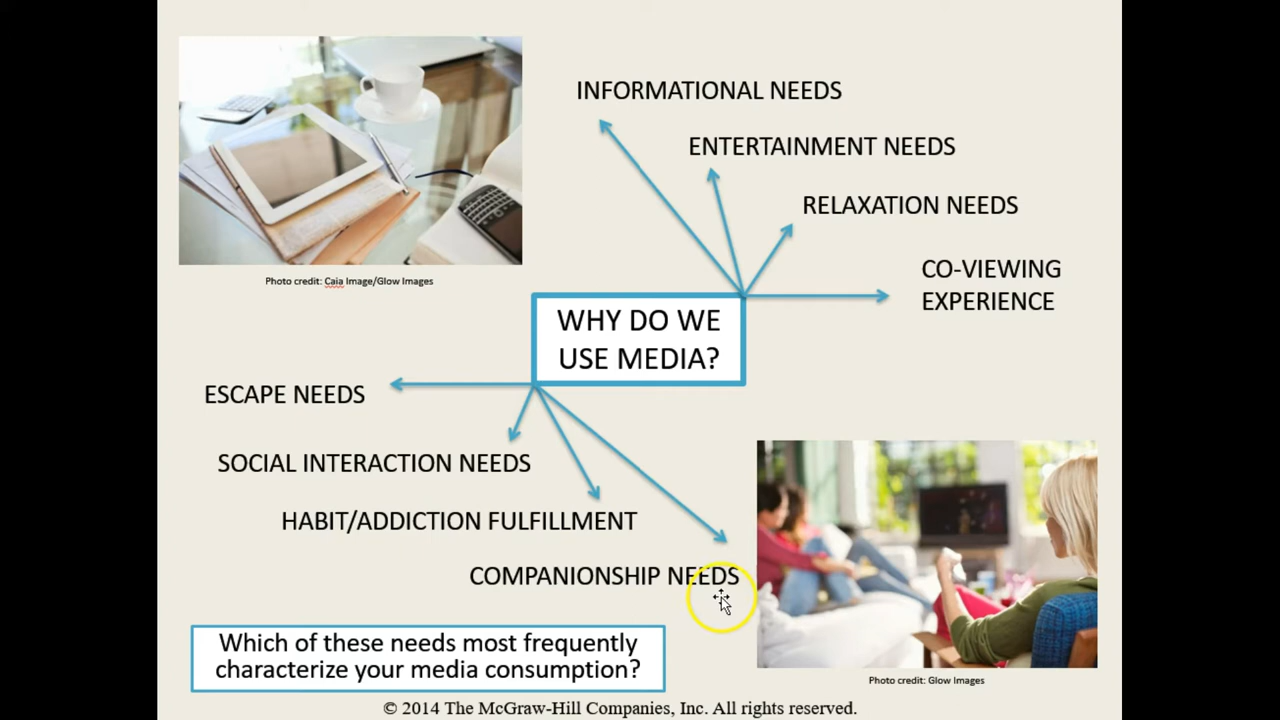 INFORMATIONAL NEEDS
ENTERTAINMENT NEEDS
RELAXATION NEEDS
CO-VIEWING
EXPERIENCE
Photo credit: Caia Image/Glow Images
WHY DO WE
USE MEDIA?
ESCAPE NEEDS
SOCIAL INTERACTION NEEDS
HABIT/ADDICTION FULFILLMENT
COMPANIONSHIP NEEDS
Which of these needs most frequently
characterize your media consumption?
Photo credit: Glow Images
© 2014 The McGraw-Hill Companies, Inc. All rights reserved.